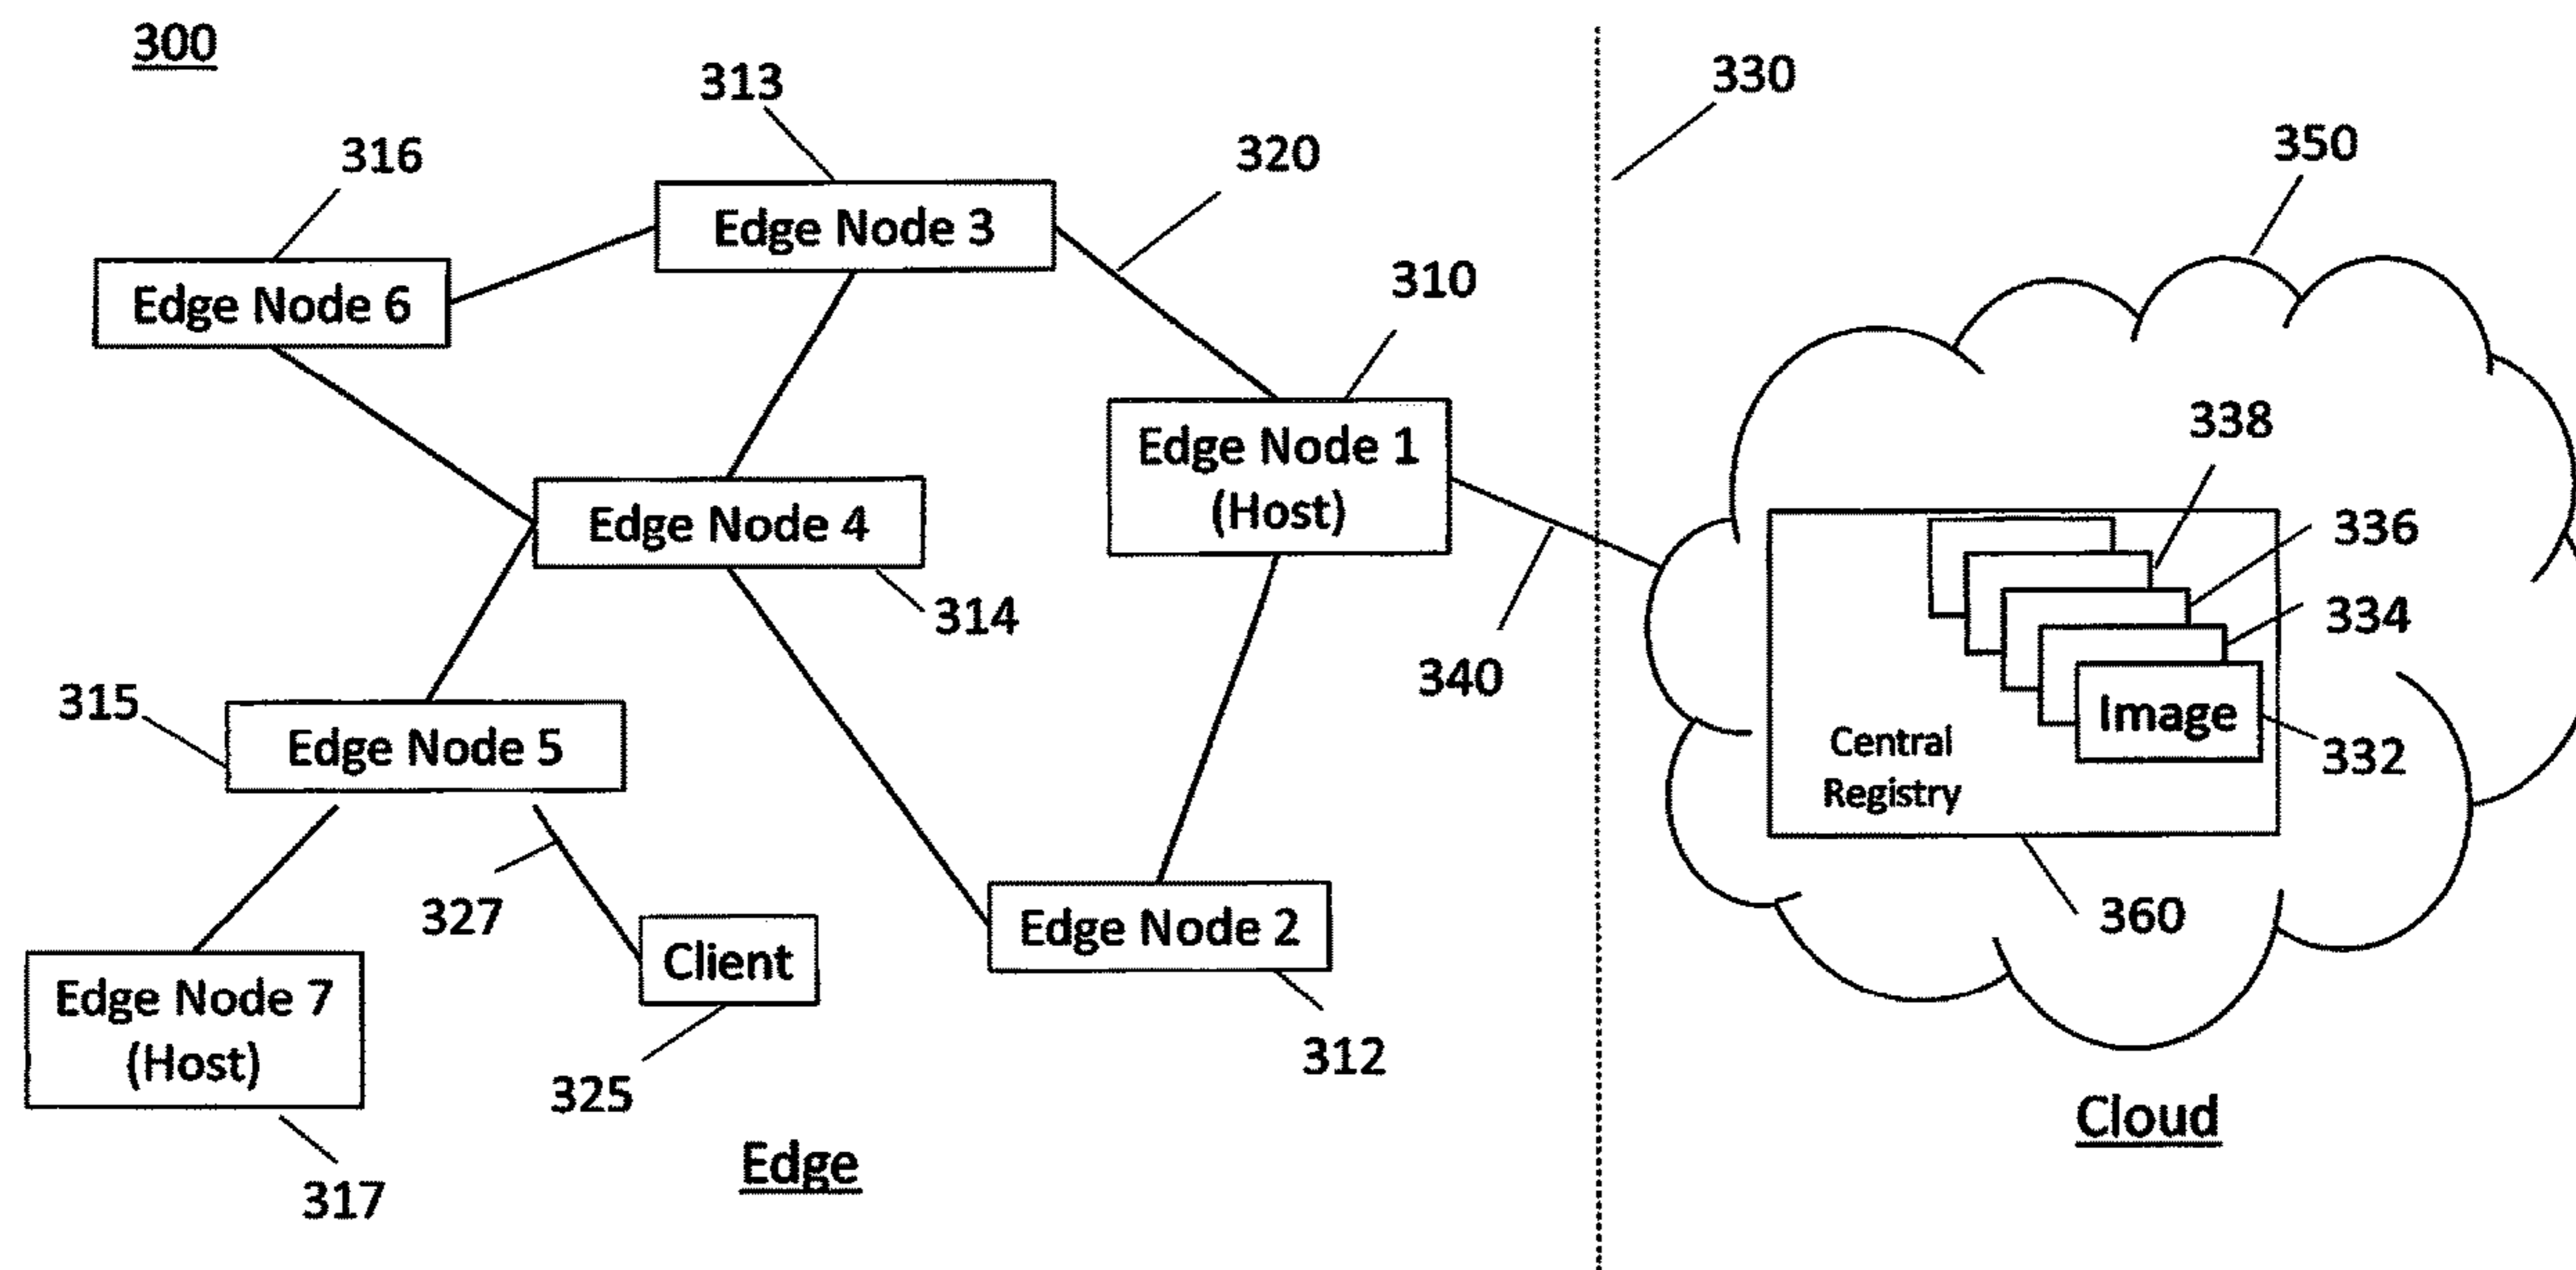 300
313
330
316
320
350
Edge Node 3
310
Edge Node 6
338
Edge Node 1
(Host)
336
Edge Node 4
314
334
340
315
Image
Edge Node 5
Central
Registry
332
327
360
Edge Node 2
Client
Edge Node 7
(Host)
312
325
Cloud
Edge
317